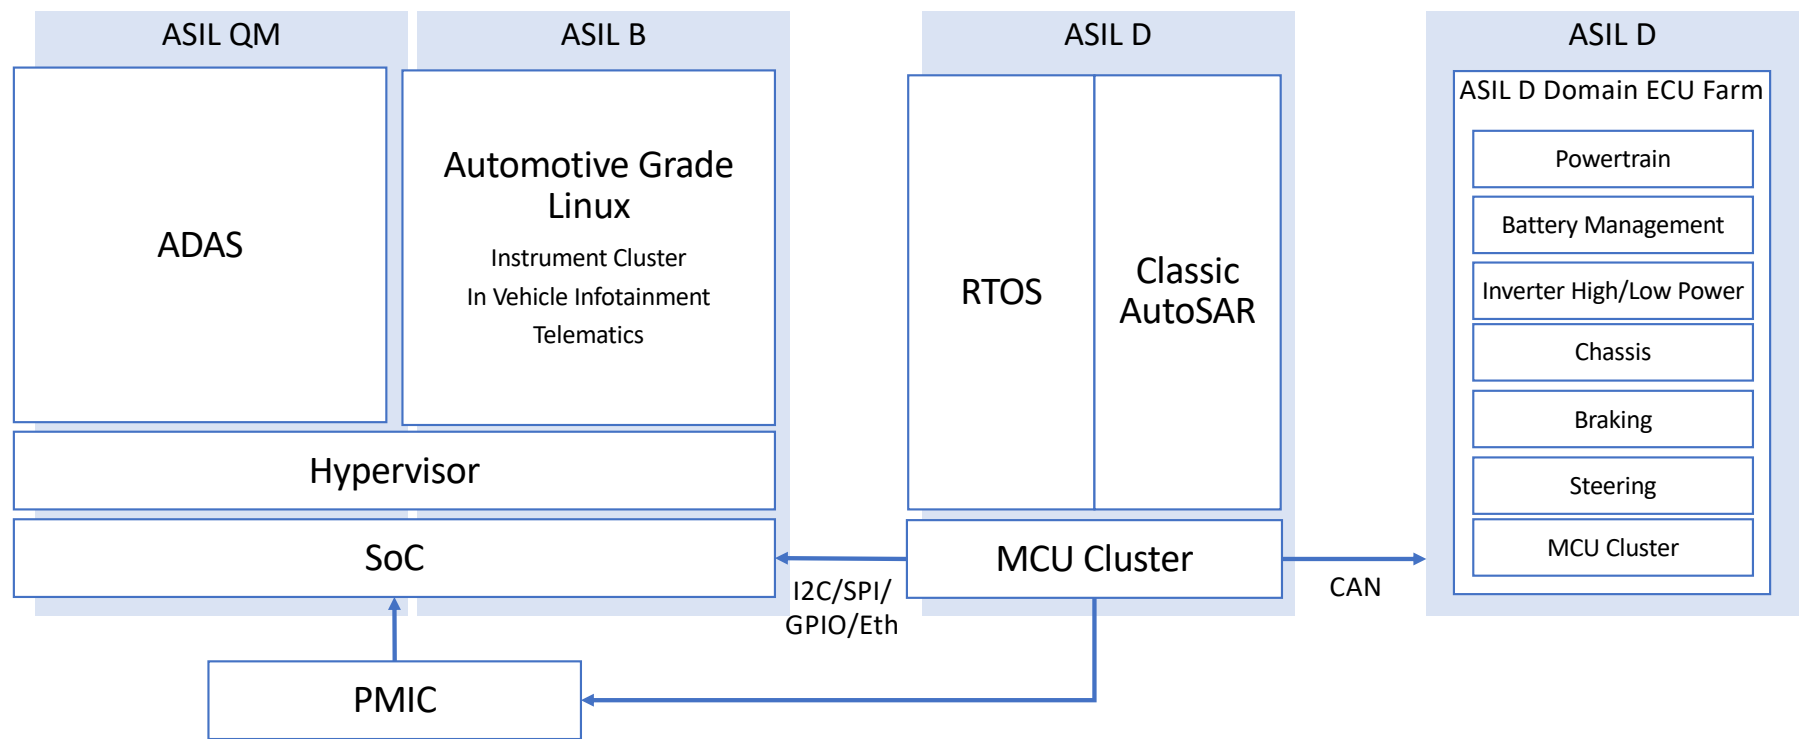 ASIL QM
ASIL B
ASIL D
ASIL D
ADAS
Automotive Grade
Linux
Instrument Cluster
In Vehicle Infotainment
Telematics
Hypervisor
SoC
PMIC
I2C/SPI/
GPIO/Eth
RTOS
Classic
AutoSAR
MCU Cluster
CAN
ASIL D Domain ECU Farm
Powertrain
Battery Management
Inverter High/Low Power
Chassis
Braking
Steering
MCU Cluster